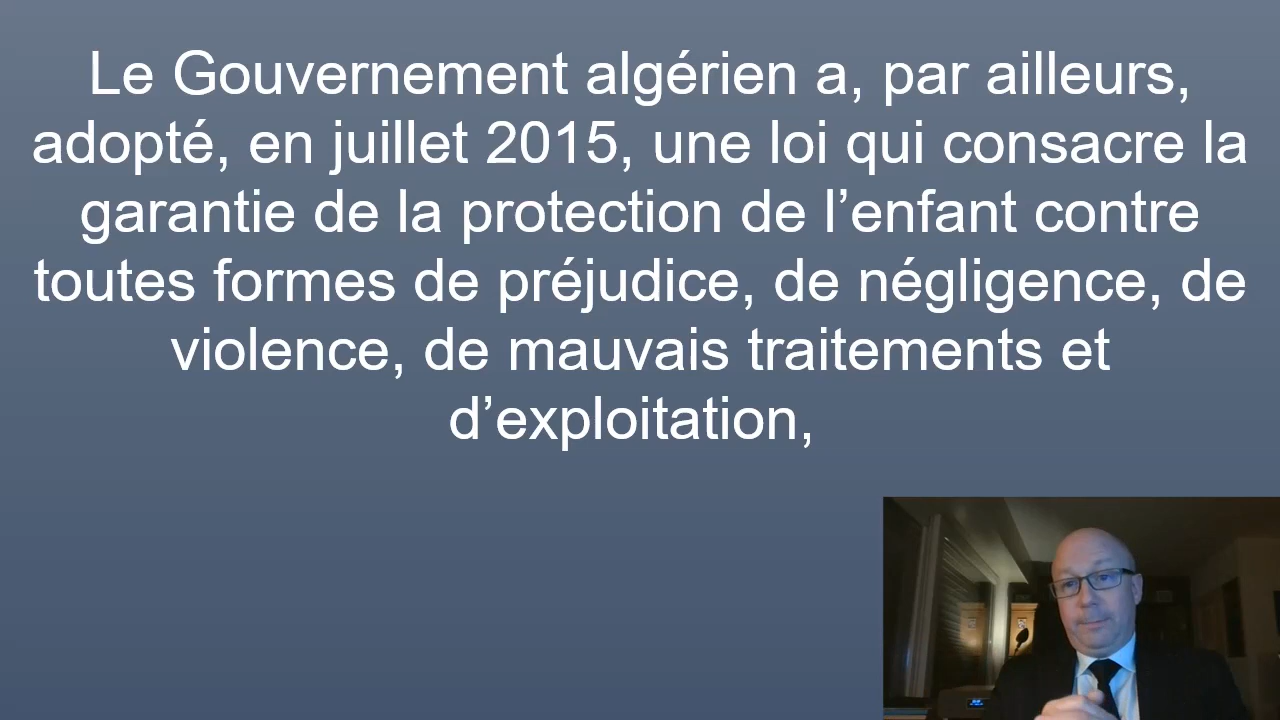 Le Gouvernement algérien a, par ailleurs,
adopté, en juillet 2015, une loi qui consacre la
garantie de la protection de l’enfant contre
toutes formes de préjudice, de négligence, de
violence, de mauvais traitements et
d’exploitation,